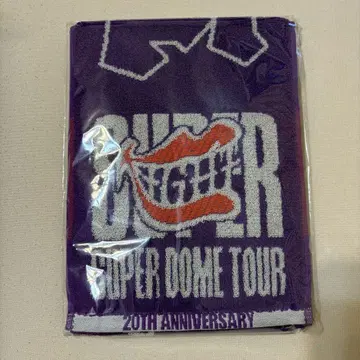 SUPER
EIGHT
SUPER DOME TOUR
20TH ANNIVERSARY